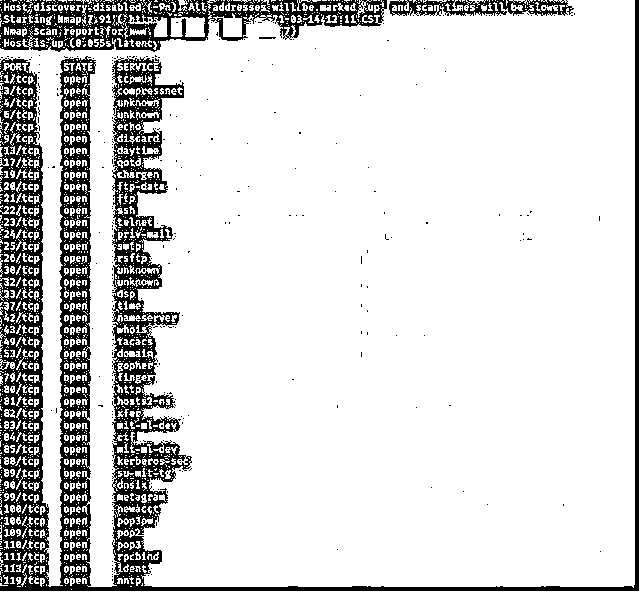 Host discovery disabled (-Pn). All addresses will be marked 'up' and scan times will be slower.
Starting Nmap 7.91 ( https 21-03-14 12:11 CST
Nmap scan report for www
Host is up (0.055s latency
PORT STATE SERVICE
1/tcp open tcpmux
3/tcp open compressnet
4/tcp open unknown
6/tcp open unknown
7/tcp open echo
9/tcp open discard
13/tcp open daytime
17/tcp open qotd
19/tcp open chargen
20/tcp open ftp-data
21/tcp open ftp
22/tcp open ssh
23/tcp open telnet
24/tcp open priv-mail
25/tcp open smtp
26/tcp open rsftp
30/tcp open unknown
32/tcp open unknown
33/tcp open dsp
37/tcp open time
42/tcp open nameserver
43/tcp open whois
49/tcp open tacacs
53/tcp open domain
70/tcp open gopher
79/tcp open finger
80/tcp open http
81/tcp open hosts2-ns
82/tcp open xfer
83/tcp open mit-ml-dev
84/tcp open ctf
85/tcp open mit-ml-dev
88/tcp open kerberos-sec
89/tcp open su-mit-tg
90/tcp open dnsix
99/tcp open metagram
100/tcp open newacct
106/tcp open pop3pw
109/tcp open pop2
110/tcp open pop3
111/tcp open rpcbind
113/tcp open ident
119/tcp open nntp